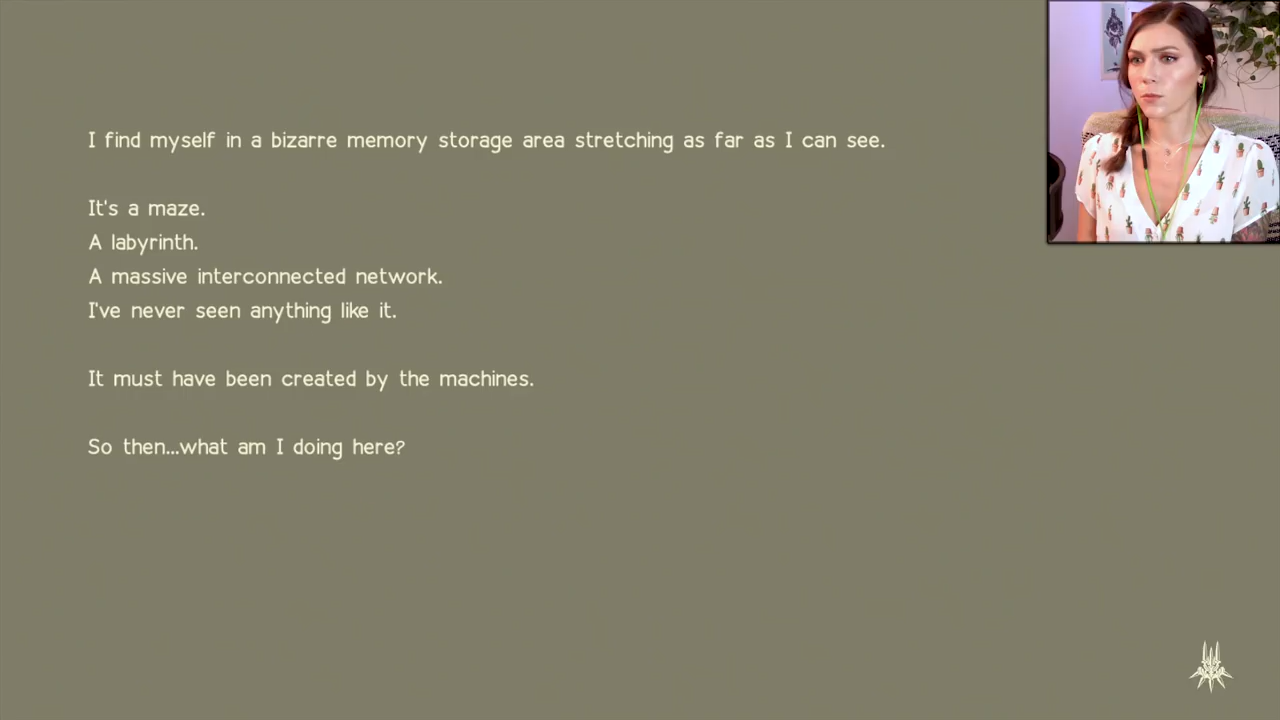 I find myself in a bizarre memory storage area stretching as far as I can see.
It's a maze.
A labyrinth.
A massive interconnected network.
I've never seen anything like it.
It must have been created by the machines.
So then...what am I doing here?